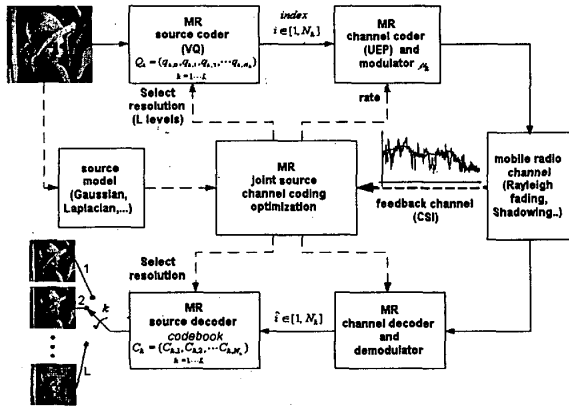 MR
source coder
(VQ)
Q_k = (q_{k,0}, q_{k,1}, q_{k,2}, ⋯ q_{k,n_k})
k = 1⋯L
index
i ∈ [1, N_k]
MR
channel coder
(UEP) and
modulator
Select
resolution
(L levels)
rate
source
model
(Gaussian,
Laplacian,...)
MR
joint source
channel coding
optimization
feedback channel
(CSI)
mobile radio
channel
(Rayleigh
fading,
Shadowing..)
Select
resolution
1
2
k
L
MR
source decoder
codebook
C_k = (C_{k,1}, C_{k,2}, ⋯ C_{k,N_k})
k = 1⋯L
î ∈ [1, N_k]
MR
channel decoder
and
demodulator